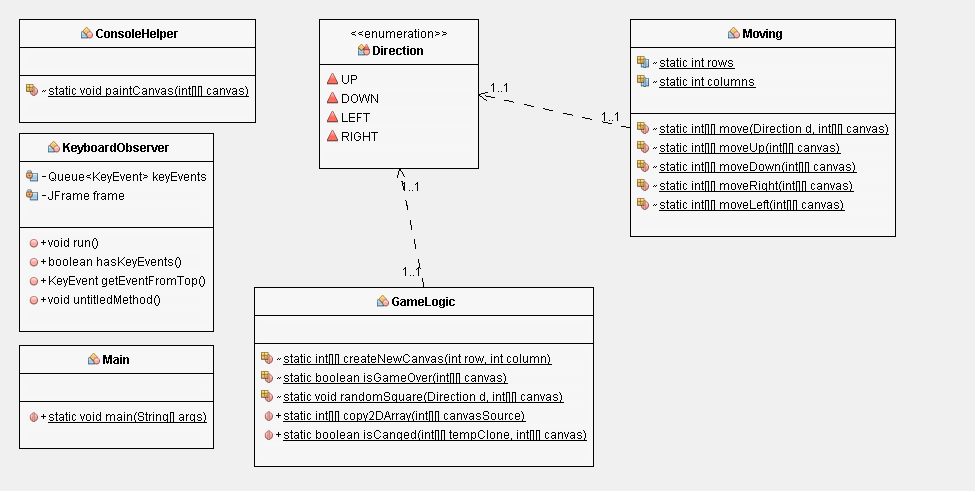 ConsoleHelper
~ static void paintCanvas(int[][] canvas)
<<enumeration>>
Direction
UP
DOWN
LEFT
RIGHT
Moving
~ static int rows
~ static int columns
~ static int[][] move(Direction d, int[][] canvas)
~ static int[][] moveUp(int[][] canvas)
~ static int[][] moveDown(int[][] canvas)
~ static int[][] moveRight(int[][] canvas)
~ static int[][] moveLeft(int[][] canvas)
1..1
1..1
KeyboardObserver
- Queue<KeyEvent> keyEvents
- JFrame frame
+ void run()
+ boolean hasKeyEvents()
+ KeyEvent getEventFromTop()
+ void untitledMethod()
1..1
1..1
GameLogic
~ static int[][] createNewCanvas(int row, int column)
~ static boolean isGameOver(int[][] canvas)
~ static void randomSquare(Direction d, int[][] canvas)
+ static int[][] copy2DArray(int[][] canvasSource)
+ static boolean isCanged(int[][] tempClone, int[][] canvas)
Main
+ static void main(String[] args)